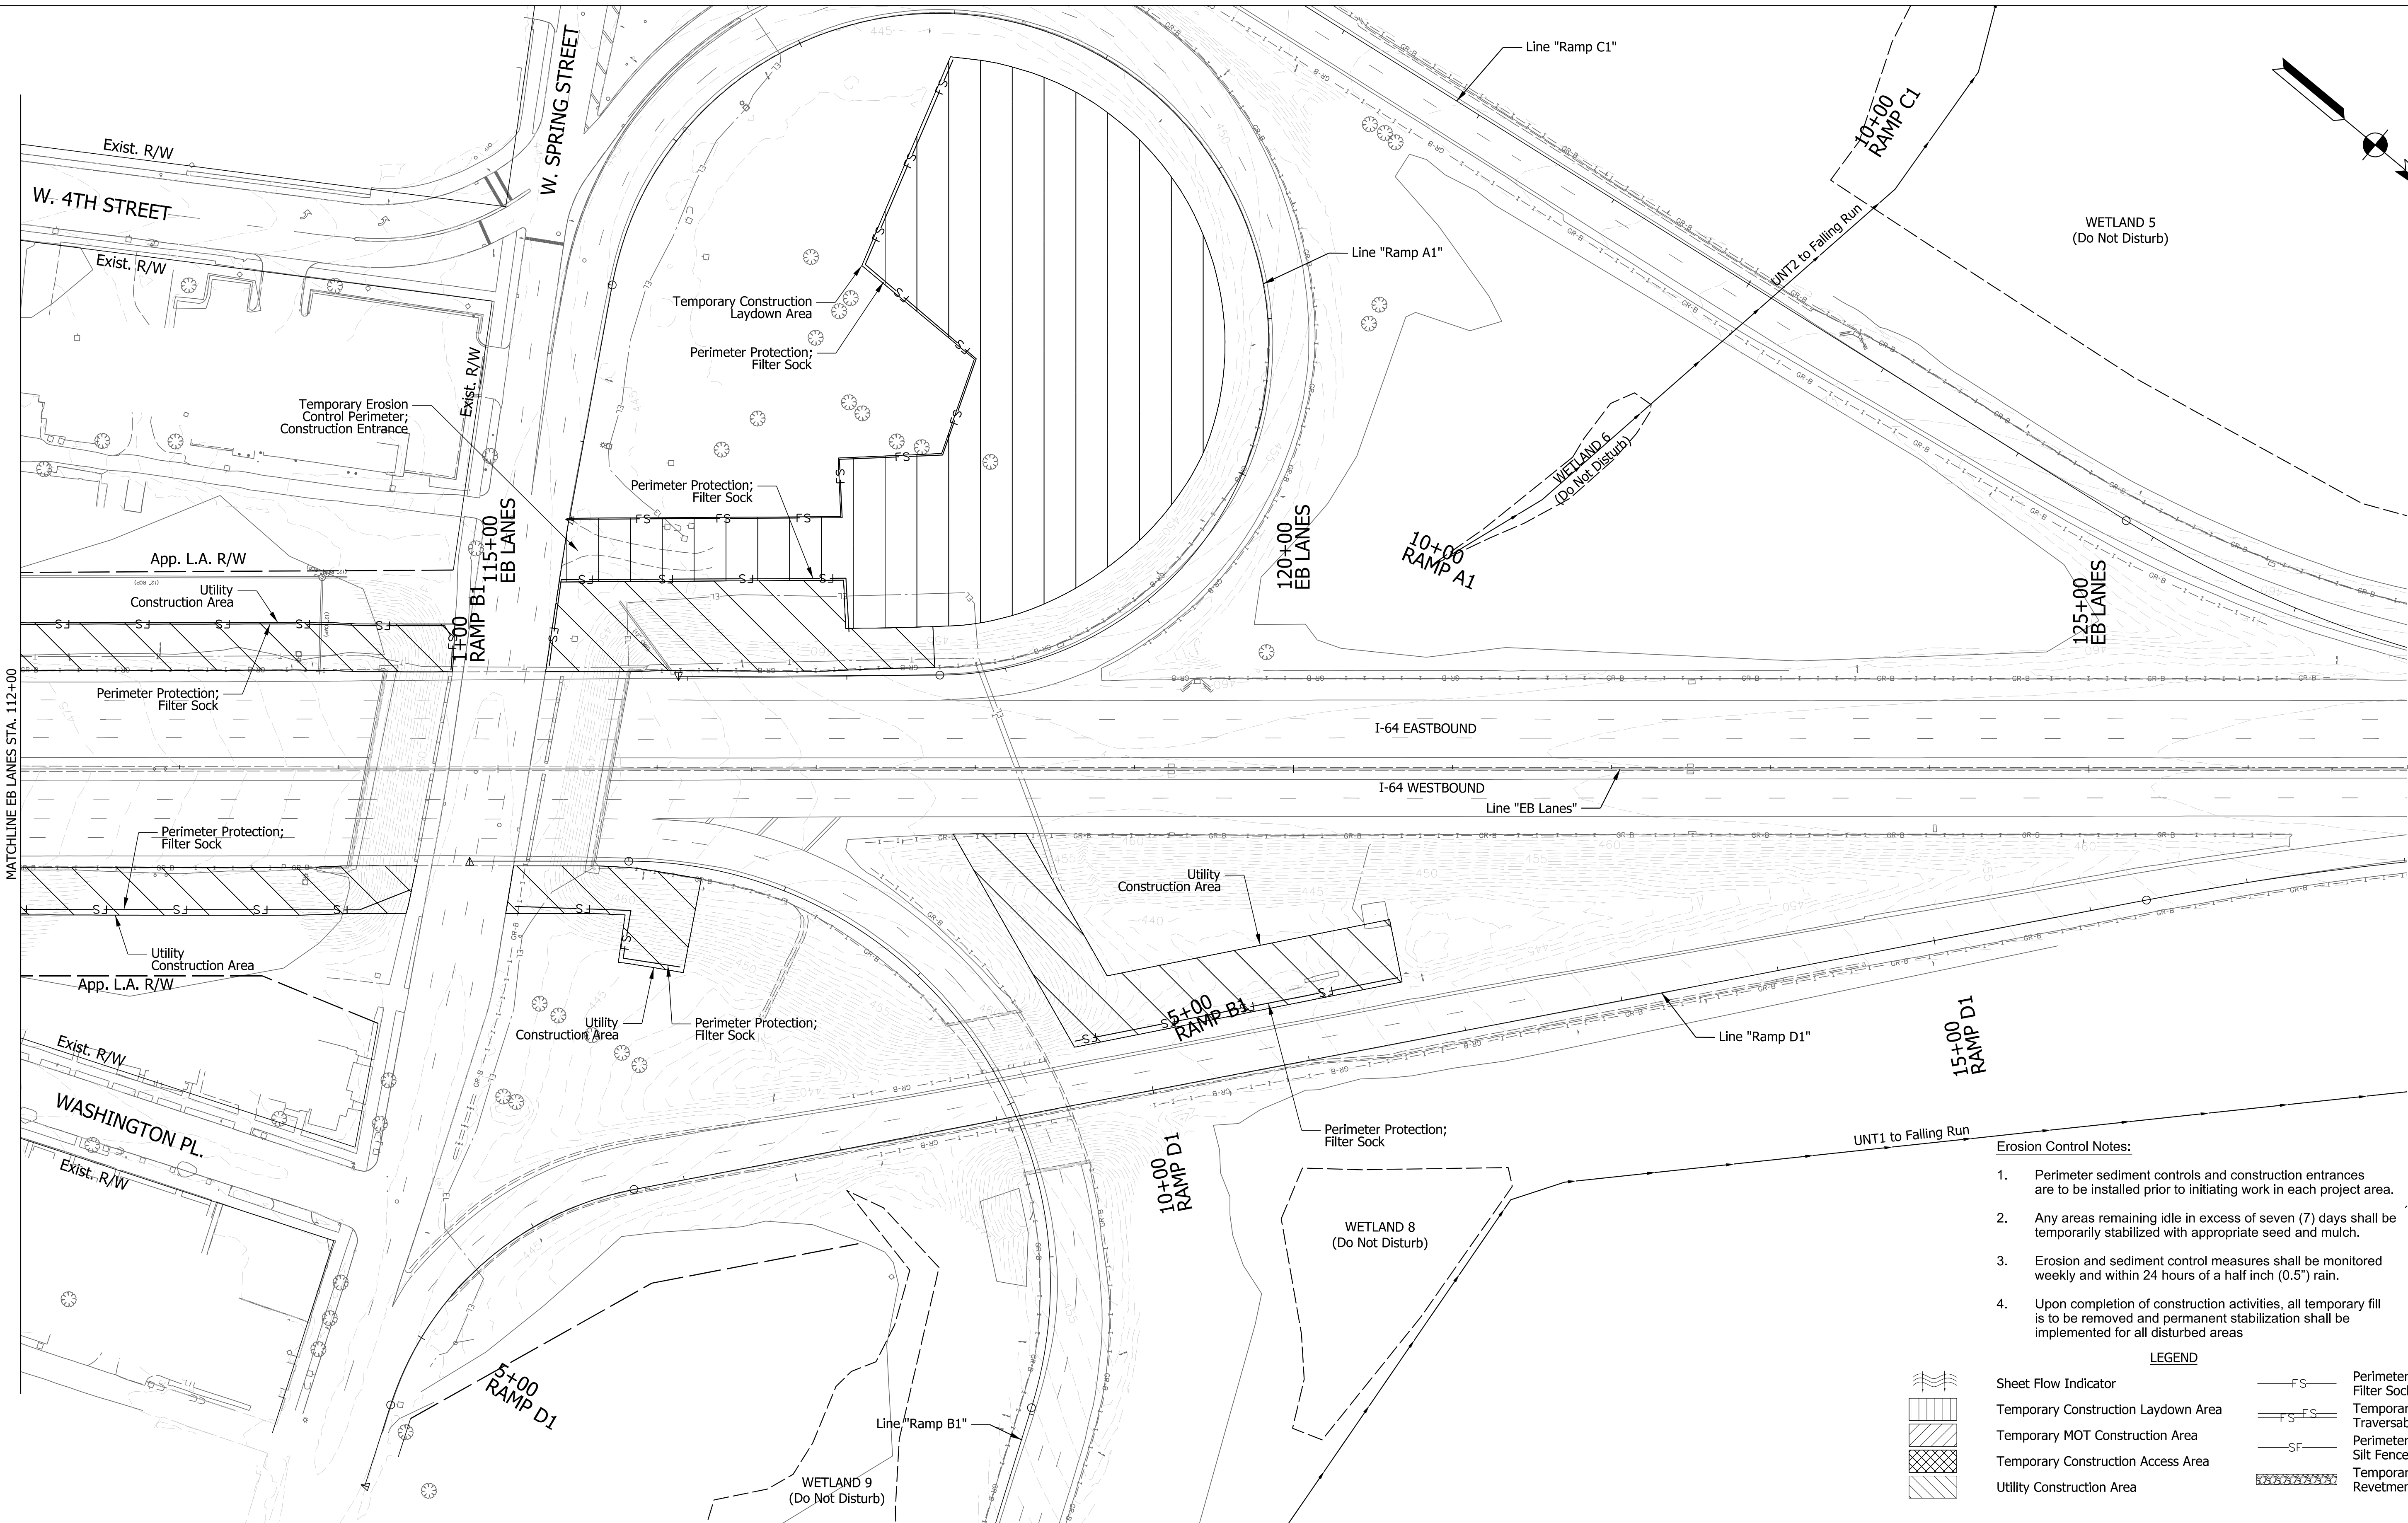 Line "Ramp C1"
W. SPRING STREET
Exist. R/W
W. 4TH STREET
Exist. R/W
10+00
RAMP C1
WETLAND 5
(Do Not Disturb)
UNT2 to Falling Run
Line "Ramp A1"
Temporary Construction
Laydown Area
Perimeter Protection;
Filter Sock
Exist. R/W
Temporary Erosion
Control Perimeter;
Construction Entrance
Perimeter Protection;
Filter Sock
WETLAND 6
(Do Not Disturb)
115+00
EB LANES
120+00
EB LANES
10+00
RAMP A1
125+00
EB LANES
App. L.A. R/W
Utility
Construction Area
1+00
RAMP B1
Perimeter Protection;
Filter Sock
MATCHLINE EB LANES STA. 112+00
I-64 EASTBOUND
I-64 WESTBOUND
Line "EB Lanes"
Perimeter Protection;
Filter Sock
Utility
Construction Area
Utility
Construction Area
App. L.A. R/W
Utility
Construction Area
Perimeter Protection;
Filter Sock
5+00
RAMP B1
Line "Ramp D1"
15+00
RAMP D1
Exist. R/W
WASHINGTON PL.
Exist. R/W
Perimeter Protection;
Filter Sock
10+00
RAMP D1
UNT1 to Falling Run
WETLAND 8
(Do Not Disturb)
5+00
RAMP D1
Line "Ramp B1"
WETLAND 9
(Do Not Disturb)
Erosion Control Notes:
1. Perimeter sediment controls and construction entrances
are to be installed prior to initiating work in each project area.
2. Any areas remaining idle in excess of seven (7) days shall be
temporarily stabilized with appropriate seed and mulch.
3. Erosion and sediment control measures shall be monitored
weekly and within 24 hours of a half inch (0.5") rain.
4. Upon completion of construction activities, all temporary fill
is to be removed and permanent stabilization shall be
implemented for all disturbed areas
LEGEND
Sheet Flow Indicator
Temporary Construction Laydown Area
Temporary MOT Construction Area
Temporary Construction Access Area
Utility Construction Area
FS
Perimeter
Filter Sock
FS FS
SF
Perimeter
Silt Fence